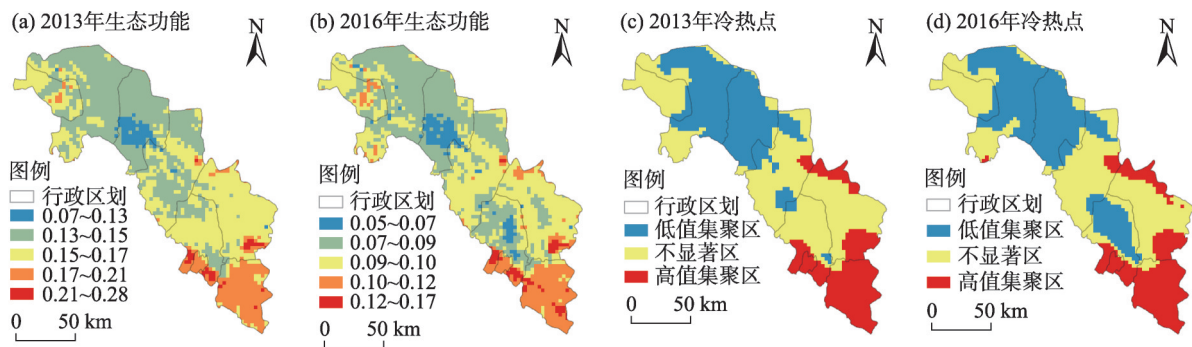 (a) 2013年生态功能
N
图例
行政区划
0.07~0.13
0.13~0.15
0.15~0.17
0.17~0.21
0.21~0.28
0 50 km
(b) 2016年生态功能
N
图例
行政区划
0.05~0.07
0.07~0.09
0.09~0.10
0.10~0.12
0.12~0.17
0 50 km
(c) 2013年冷热点
N
图例
行政区划
低值集聚区
不显著区
高值集聚区
0 50 km
(d) 2016年冷热点
N
图例
行政区划
低值集聚区
不显著区
高值集聚区
0 50 km